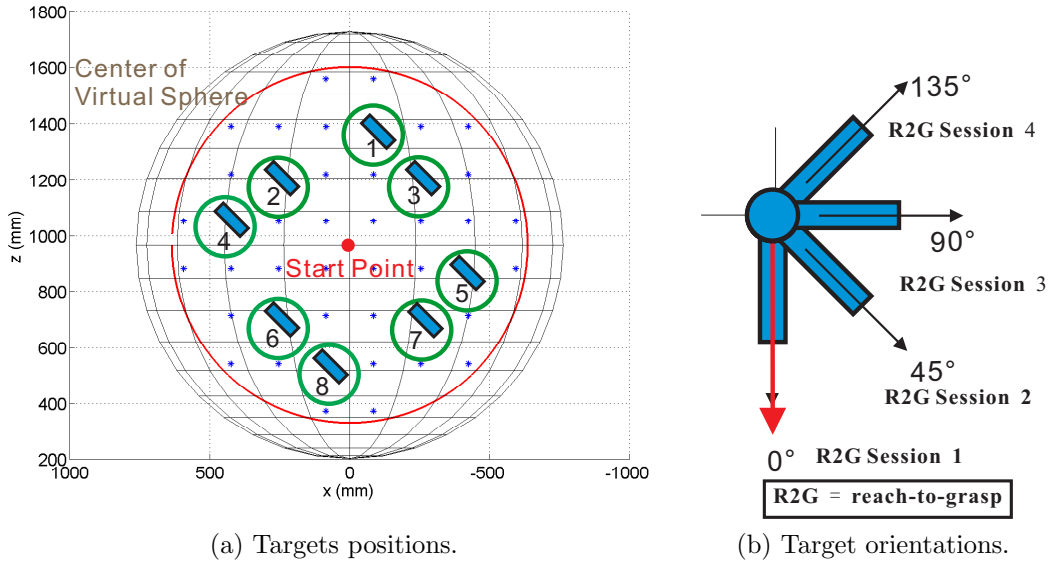 1800
1600
1400
1200
1000
800
600
400
200
z (mm)
1000
500
0
-500
-1000
x (mm)
Center of
Virtual Sphere
1
2
3
4
Start Point
5
6
7
8
(a) Targets positions.
135°
R2G Session 4
90°
R2G Session 3
45°
R2G Session 2
0°
R2G Session 1
R2G = reach-to-grasp
(b) Target orientations.